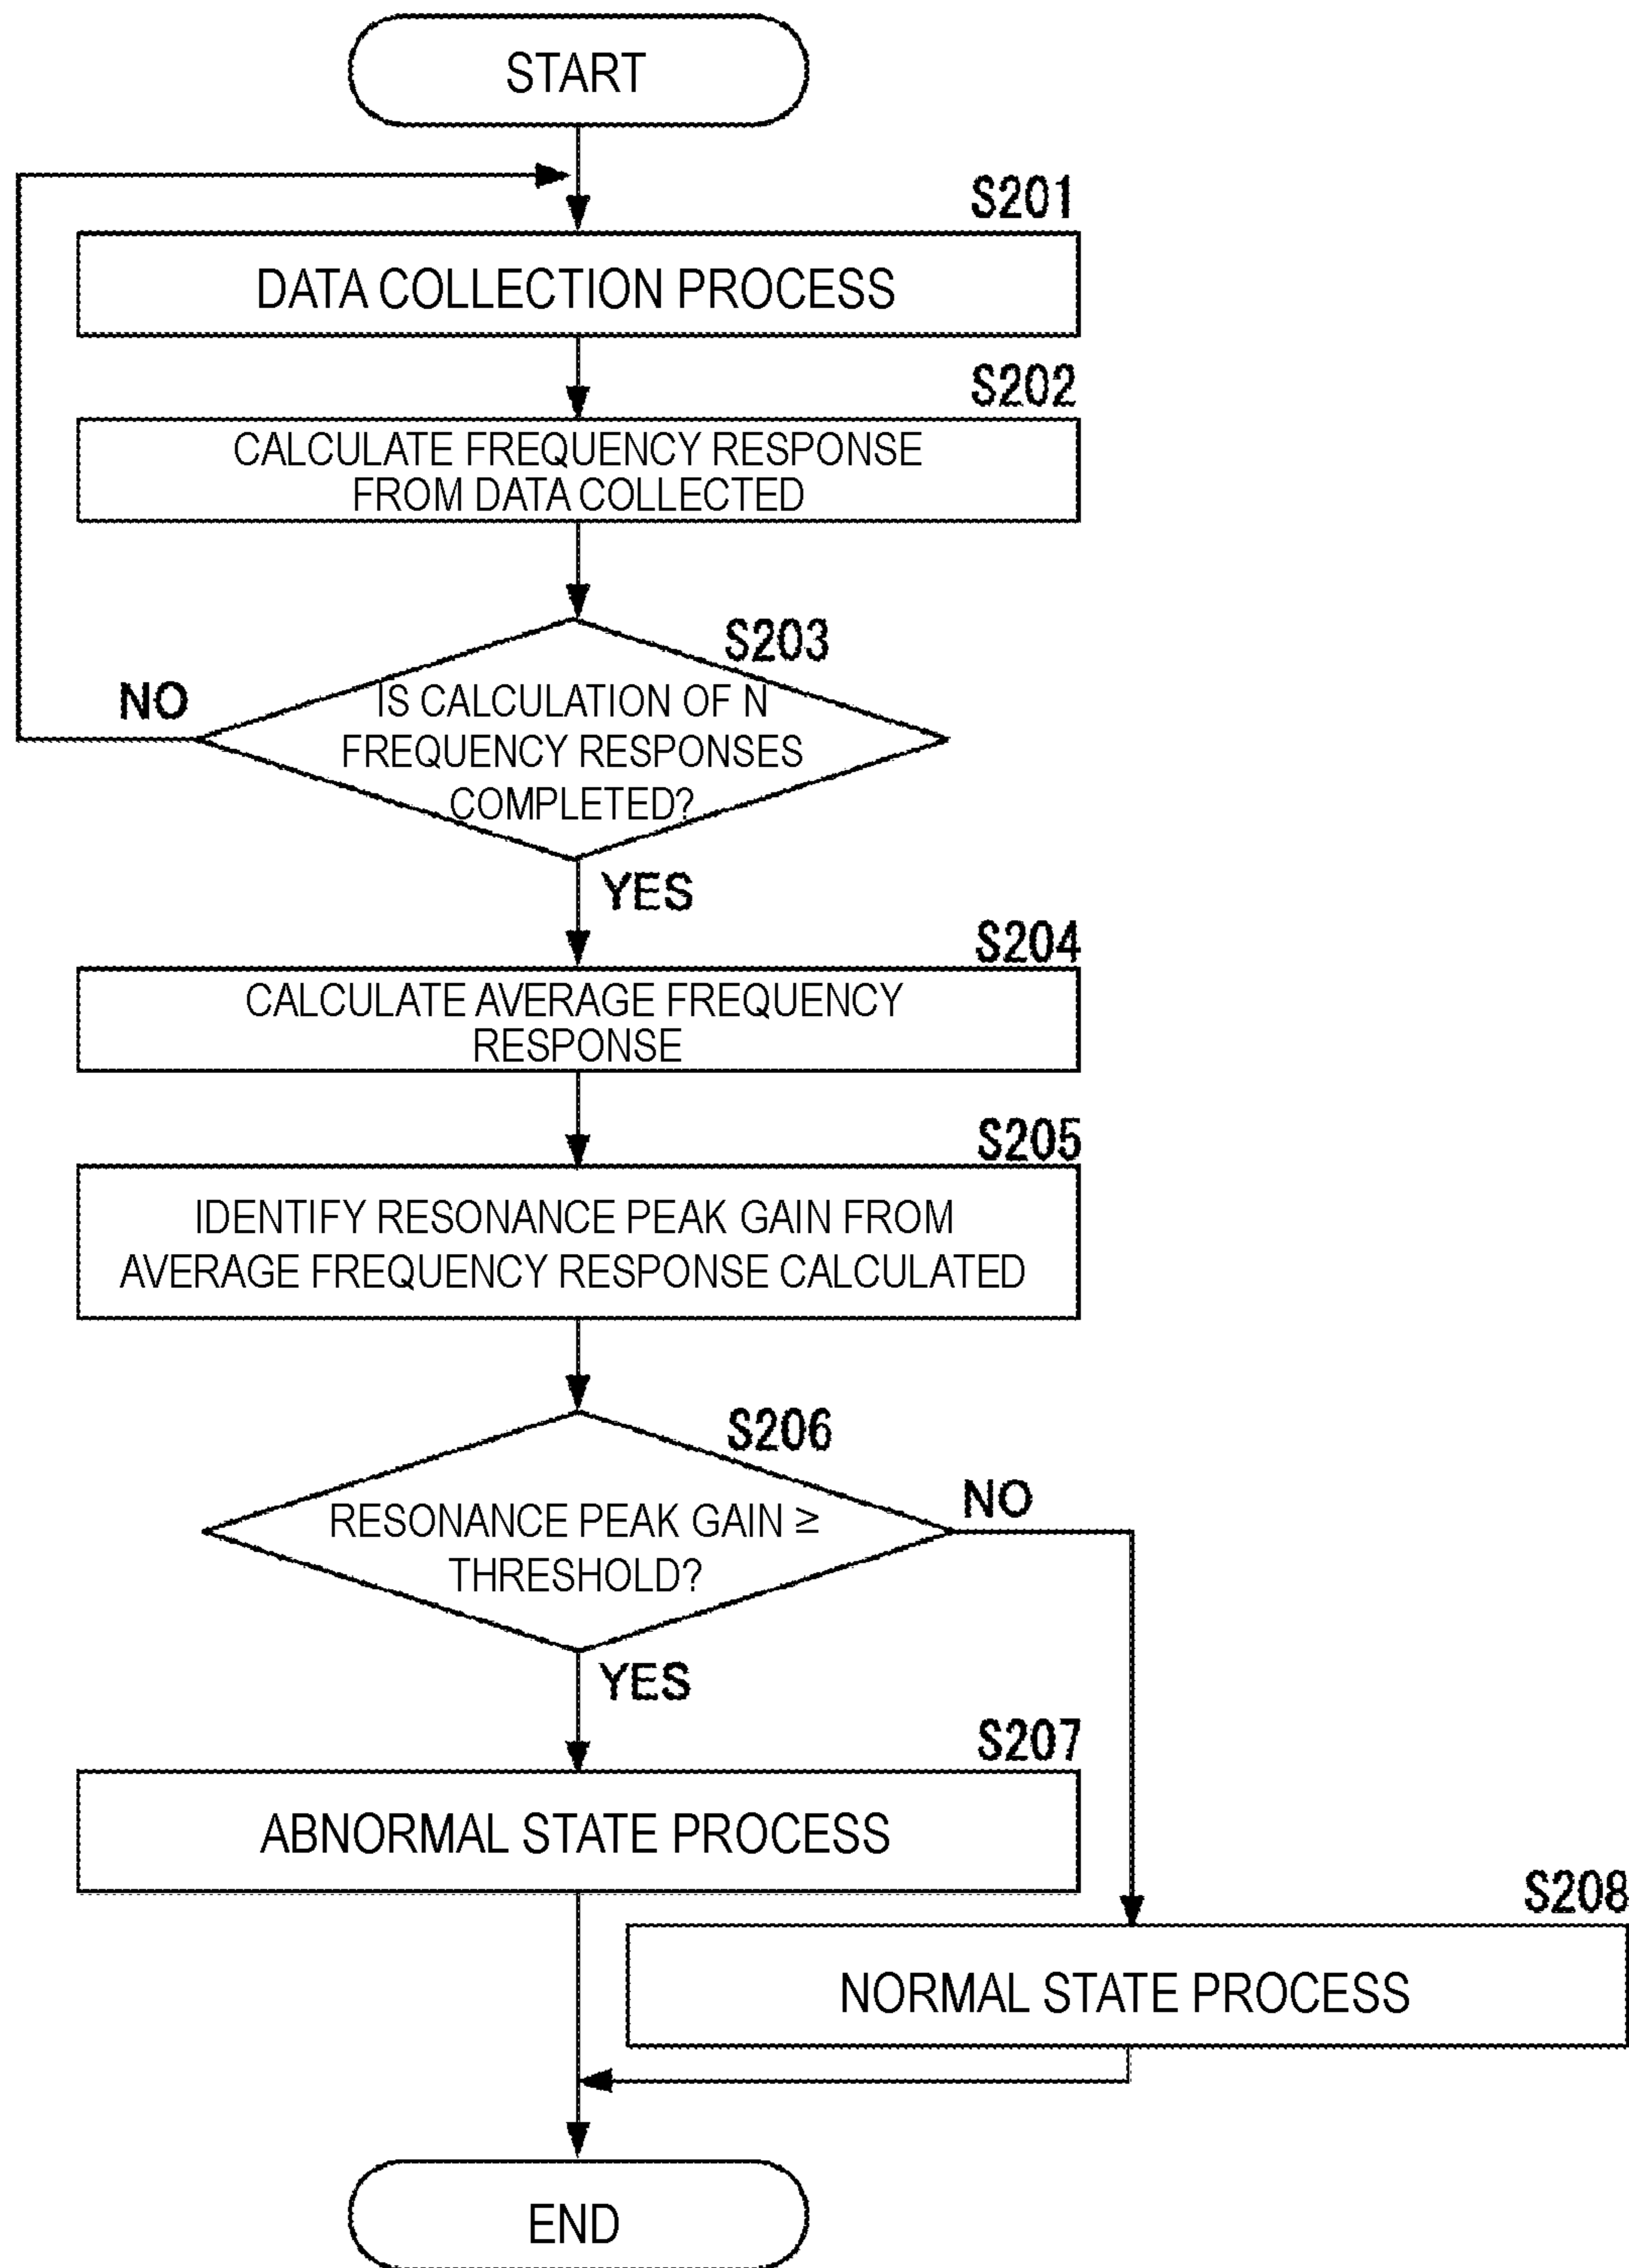 START
S201
DATA COLLECTION PROCESS
S202
CALCULATE FREQUENCY RESPONSE
FROM DATA COLLECTED
S203
NO
IS CALCULATION OF N
FREQUENCY RESPONSES
COMPLETED?
YES
S204
CALCULATE AVERAGE FREQUENCY
RESPONSE
S205
IDENTIFY RESONANCE PEAK GAIN FROM
AVERAGE FREQUENCY RESPONSE CALCULATED
S206
NO
RESONANCE PEAK GAIN ≥
THRESHOLD?
YES
S207
ABNORMAL STATE PROCESS
S208
NORMAL STATE PROCESS
END